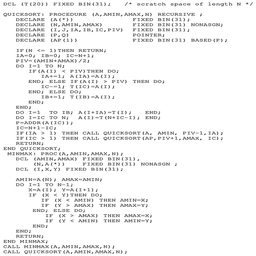 DCL (T(220)) FIXED BIN(31);   /* scratch space of length N */

QUICKSORT: PROCEDURE (A,AMIN,AMAX,N) RECURSIVE ;
DECLARE (A(*)) FIXED BIN(31);
DECLARE (N,AMIN,AMAX) FIXED BIN(31) NONASGN;
DECLARE (I,J,IA,IB,IC,PIV) FIXED BIN(31);
DECLARE (P,Q) POINTER;
DECLARE (AP(1)) FIXED BIN(31) BASED(P);

IF(N <= 1)THEN RETURN;
IA=0; IB=0; IC=N+1;
PIV=(AMIN+AMAX)/2;
DO I=1 TO N;
IF(A(I) < PIV)THEN DO;
IA+=1; A(IA)=A(I);
END; ELSE IF(A(I) > PIV) THEN DO;
IC-=1; T(IC)=A(I);
END; ELSE DO;
IB+=1; T(IB)=A(I);
END;
END;
DO I=1 TO IB; A(I+IA)=T(I); END;
DO I=IC TO N; A(I)=T(N+IC-I); END;
P=ADDR(A(IC));
IC=N+1-IC;
IF(IA > 1) THEN CALL QUICKSORT(A, AMIN, PIV-1,IA);
IF(IC > 1) THEN CALL QUICKSORT(AP,PIV+1,AMAX, IC);
RETURN;
END QUICKSORT;
MINMAX: PROC(A,AMIN,AMAX,N);
DCL (AMIN,AMAX) FIXED BIN(31),
(N,A(*)) FIXED BIN(31) NONASGN ;
DCL (I,X,Y) FIXED BIN(31);

AMIN=A(N); AMAX=AMIN;
DO I=1 TO N-1;
X=A(I); Y=A(I+1);
IF (X < Y)THEN DO;
IF (X < AMIN) THEN AMIN=X;
IF (Y > AMAX) THEN AMAX=Y;
END; ELSE DO;
IF (X > AMAX) THEN AMAX=X;
IF (Y < AMIN) THEN AMIN=Y;
END;
END;
RETURN;
END MINMAX;
CALL MINMAX(A,AMIN,AMAX,N);
CALL QUICKSORT(A,AMIN,AMAX,N);